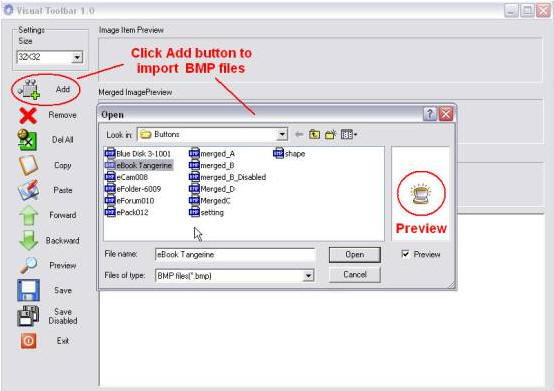 Visual Toolbar 1.0
Settings
Size
32X32
Image Item Preview
Click Add button to
import BMP files
Add
Merged ImagePreview
Remove
Del All
Copy
Paste
Forward
Backward
Preview
Save
Save
Disabled
Exit
Open
Look in:
Buttons
Blue Disk 3-1001
eBook Tangerine
eCam008
eFolder-6009
eForum010
ePack012
merged_A
merged_B
merged_B_Disabled
Merged_D
MergedC
setting
shape
Preview
File name:
eBook Tangerine
Open
Preview
Files of type:
BMP files(*.bmp)
Cancel